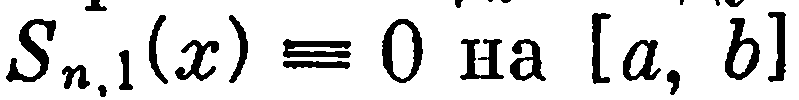 S_{n,1}(x) ≡ 0 на [a, b]